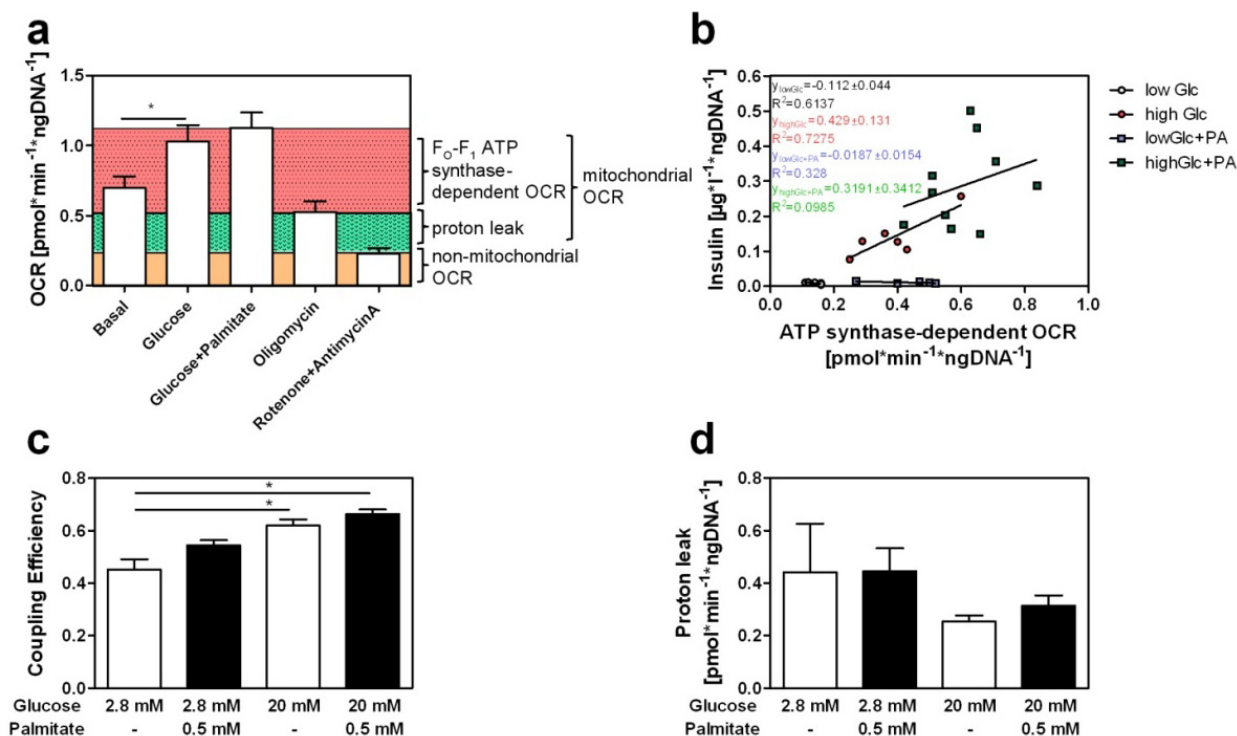 a
OCR [pmol*min⁻¹*ngDNA⁻¹]
1.5
1.0
0.5
0.0
*
Basal
Glucose
Glucose+Palmitate
Oligomycin
Rotenone+AntimycinA
F₀-F₁ ATP
synthase-
dependent OCR
proton leak
mitochondrial
OCR
non-mitochondrial
OCR
b
Insulin [µg*l⁻¹*ngDNA⁻¹]
0.6
0.5
0.4
0.3
0.2
0.1
0.0
y_lowGlc=-0.112±0.044
R²=0.6137
y_highGlc=0.429±0.131
R²=0.7275
y_lowGlc+PA=-0.0187±0.0154
R²=0.328
y_highGlc+PA=0.3191±0.3412
R²=0.0985
0.0 0.2 0.4 0.6 0.8 1.0
ATP synthase-dependent OCR
[pmol*min⁻¹*ngDNA⁻¹]
low Glc
high Glc
lowGlc+PA
highGlc+PA
c
Coupling Efficiency
0.8
0.6
0.4
0.2
0.0
*
*
Glucose 2.8 mM 2.8 mM 20 mM 20 mM
Palmitate - 0.5 mM - 0.5 mM
d
Proton leak
[pmol*min⁻¹*ngDNA⁻¹]
0.8
0.6
0.4
0.2
0.0
Glucose 2.8 mM 2.8 mM 20 mM 20 mM
Palmitate - 0.5 mM - 0.5 mM